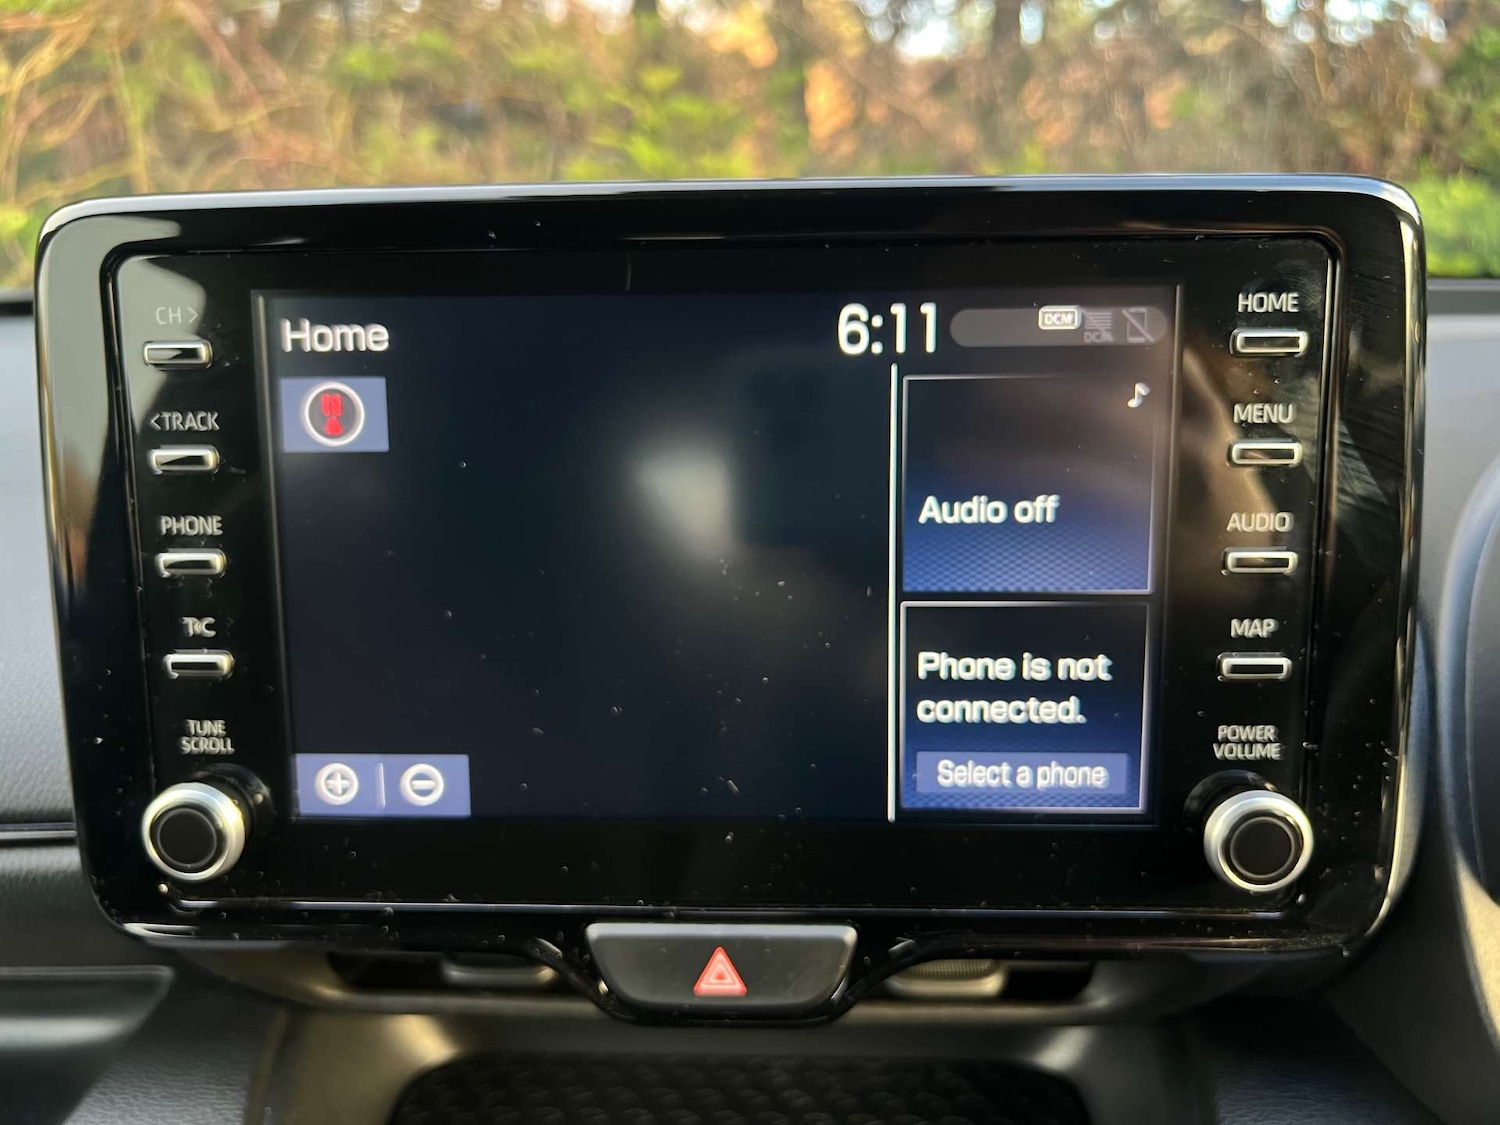 CH >
<TRACK
PHONE
T&C
TUNE
SCROLL
Home
6:11
DCM
DCM
Audio off
Phone is not
connected.
Select a phone
HOME
MENU
AUDIO
MAP
POWER
VOLUME